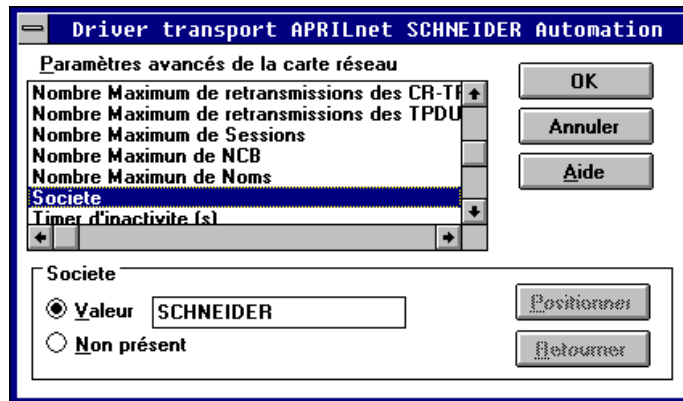 Driver transport APRILnet SCHNEIDER Automation
Paramètres avancés de la carte réseau
Nombre Maximum de retransmissions des CR-TP
Nombre Maximum de retransmissions des TPDU
Nombre Maximum de Sessions
Nombre Maximun de NCB
Nombre Maximum de Noms
Societe
Timer d'inactivite (s)
OK
Annuler
Aide
Societe
Valeur SCHNEIDER
Non présent
Positionner
Retourner